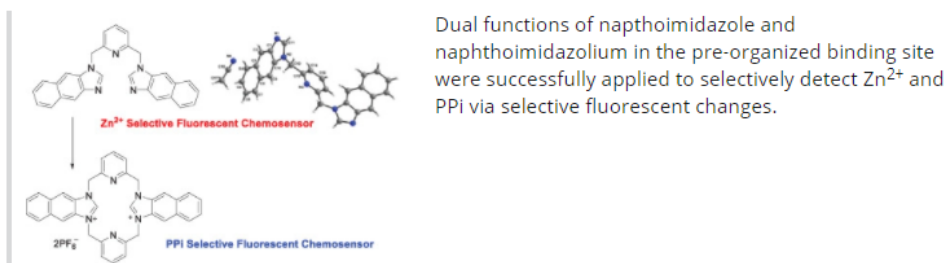 Dual functions of napthoimidazole and
naphthoimidazolium in the pre-organized binding site
were successfully applied to selectively detect Zn²⁺ and
PPi via selective fluorescent changes.
N
N
N
N
N
Zn²⁺ Selective Fluorescent Chemosensor
N
N
N
N+
+N
N
2PF₆⁻
PPi Selective Fluorescent Chemosensor